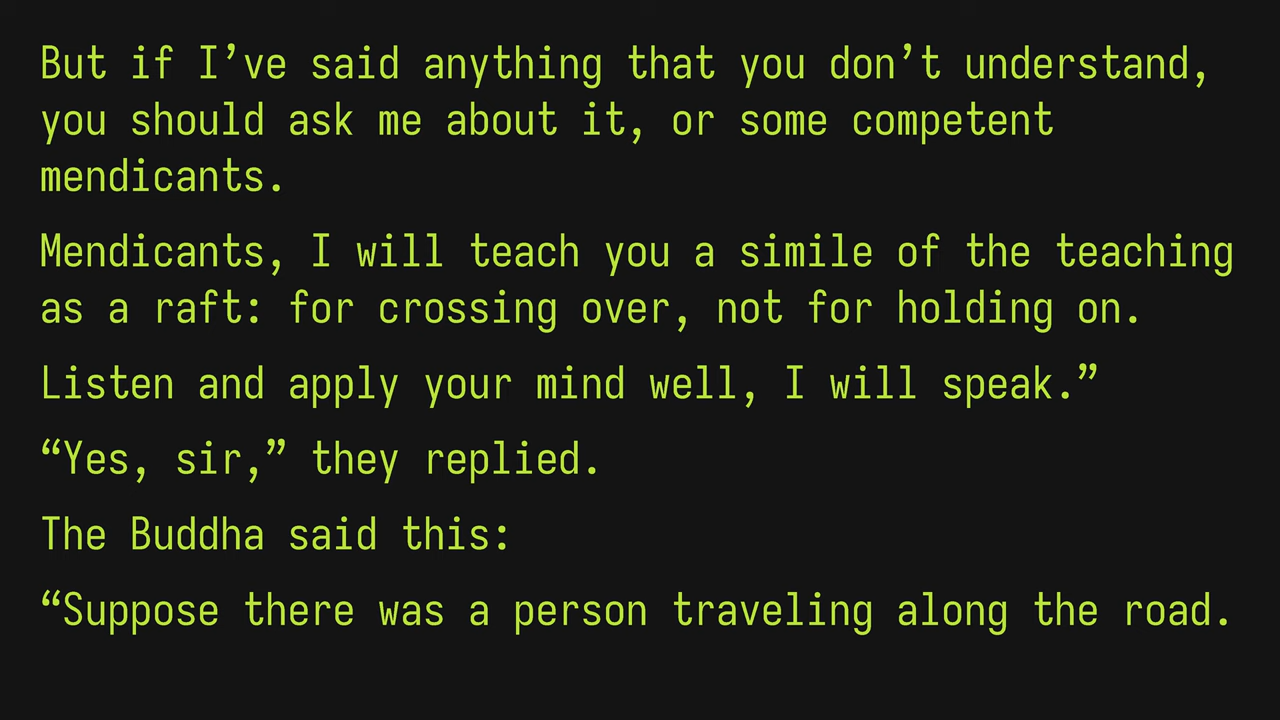 But if I’ve said anything that you don’t understand,
you should ask me about it, or some competent
mendicants.
Mendicants, I will teach you a simile of the teaching
as a raft: for crossing over, not for holding on.
Listen and apply your mind well, I will speak.”
“Yes, sir,” they replied.
The Buddha said this:
“Suppose there was a person traveling along the road.